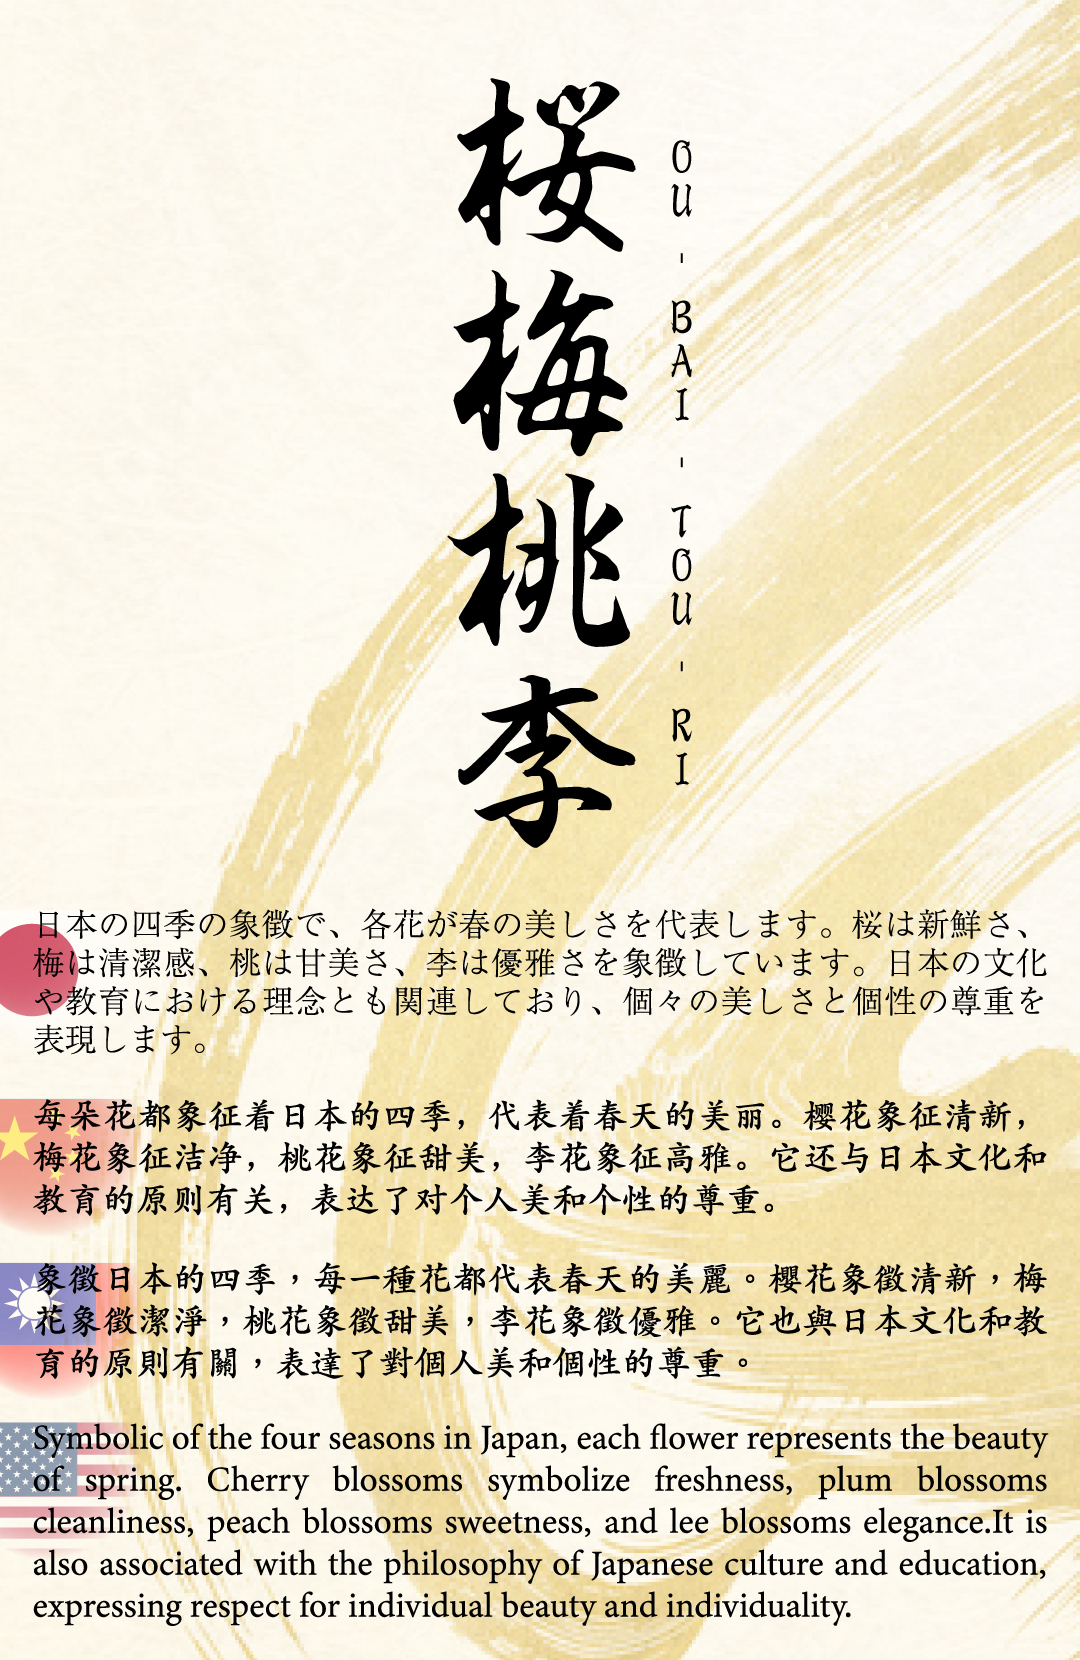 桜梅桃李
OU - BAI - TOU - RI
日本の四季の象徴で、各花が春の美しさを代表します。桜は新鮮さ、
梅は清潔感、桃は甘美さ、李は優雅さを象徴しています。日本の文化
や教育における理念とも関連しており、個々の美しさと個性の尊重を
表現します。
每朵花都象征着日本的四季，代表着春天的美丽。樱花象征清新，
梅花象征洁净，桃花象征甜美，李花象征高雅。它还与日本文化和
教育的原则有关，表达了对个人美和个性的尊重。
象徵日本的四季，每一種花都代表春天的美麗。櫻花象徵清新，梅
花象徵潔淨，桃花象徵甜美，李花象徵優雅。它也與日本文化和教
育的原則有關，表達了對個人美和個性的尊重。
Symbolic of the four seasons in Japan, each flower represents the beauty
of spring. Cherry blossoms symbolize freshness, plum blossoms
cleanliness, peach blossoms sweetness, and lee blossoms elegance.It is
also associated with the philosophy of Japanese culture and education,
expressing respect for individual beauty and individuality.